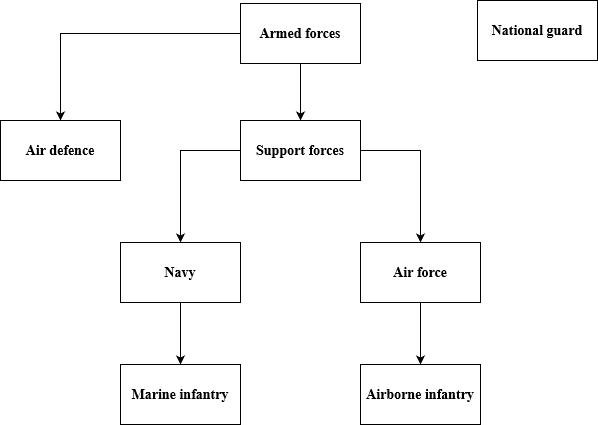 Armed forces
National guard
Air defence
Support forces
Navy
Air force
Marine infantry
Airborne infantry